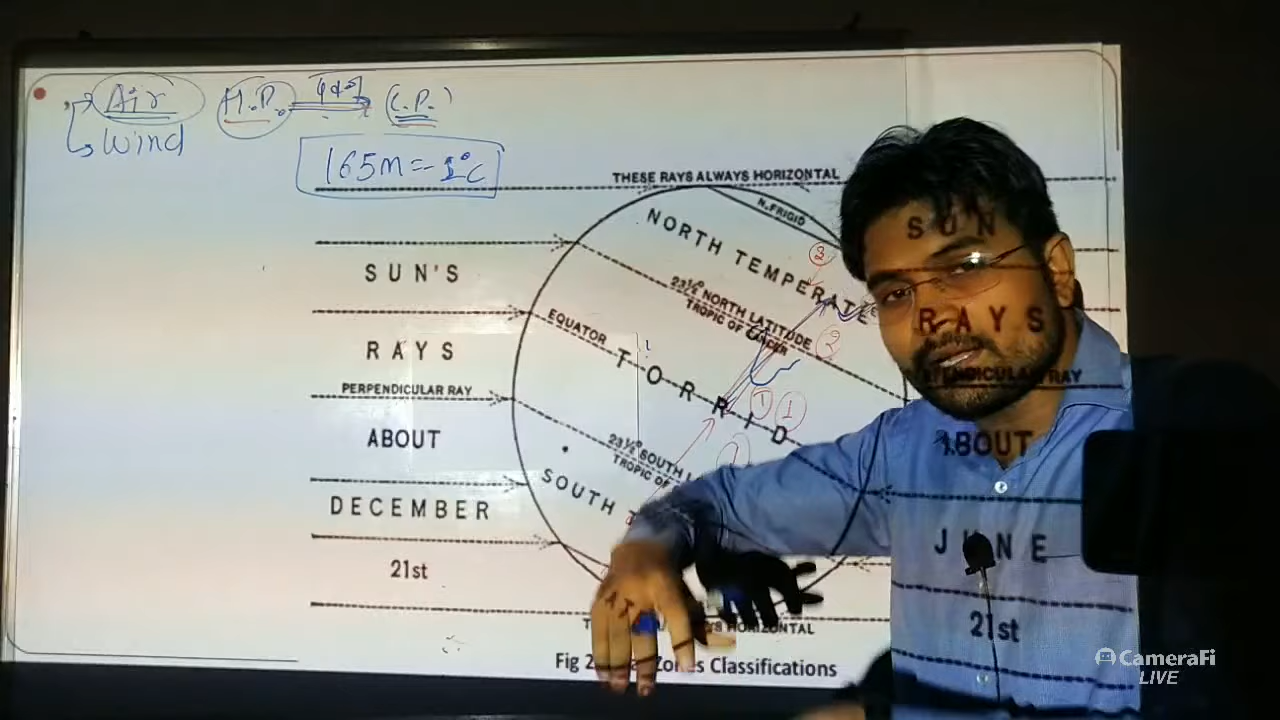 Air H.P. (L.P.)
Wind
165m = 1°C
THESE RAYS ALWAYS HORIZONTAL
N.FRIGID
NORTH TEMPERATE
SUN
SUN'S
23½° NORTH LATITUDE
TROPIC OF CANCER
EQUATOR
RAYS
RAYS
TORRID
PERPENDICULAR RAY
PERPENDICULAR RAY
ABOUT
ABOUT
23½° SOUTH
TROPIC OF
SOUTH
DECEMBER
JUNE
21st
21st
HORIZONTAL
Fig 2 Zones Classifications
CameraFi
LIVE